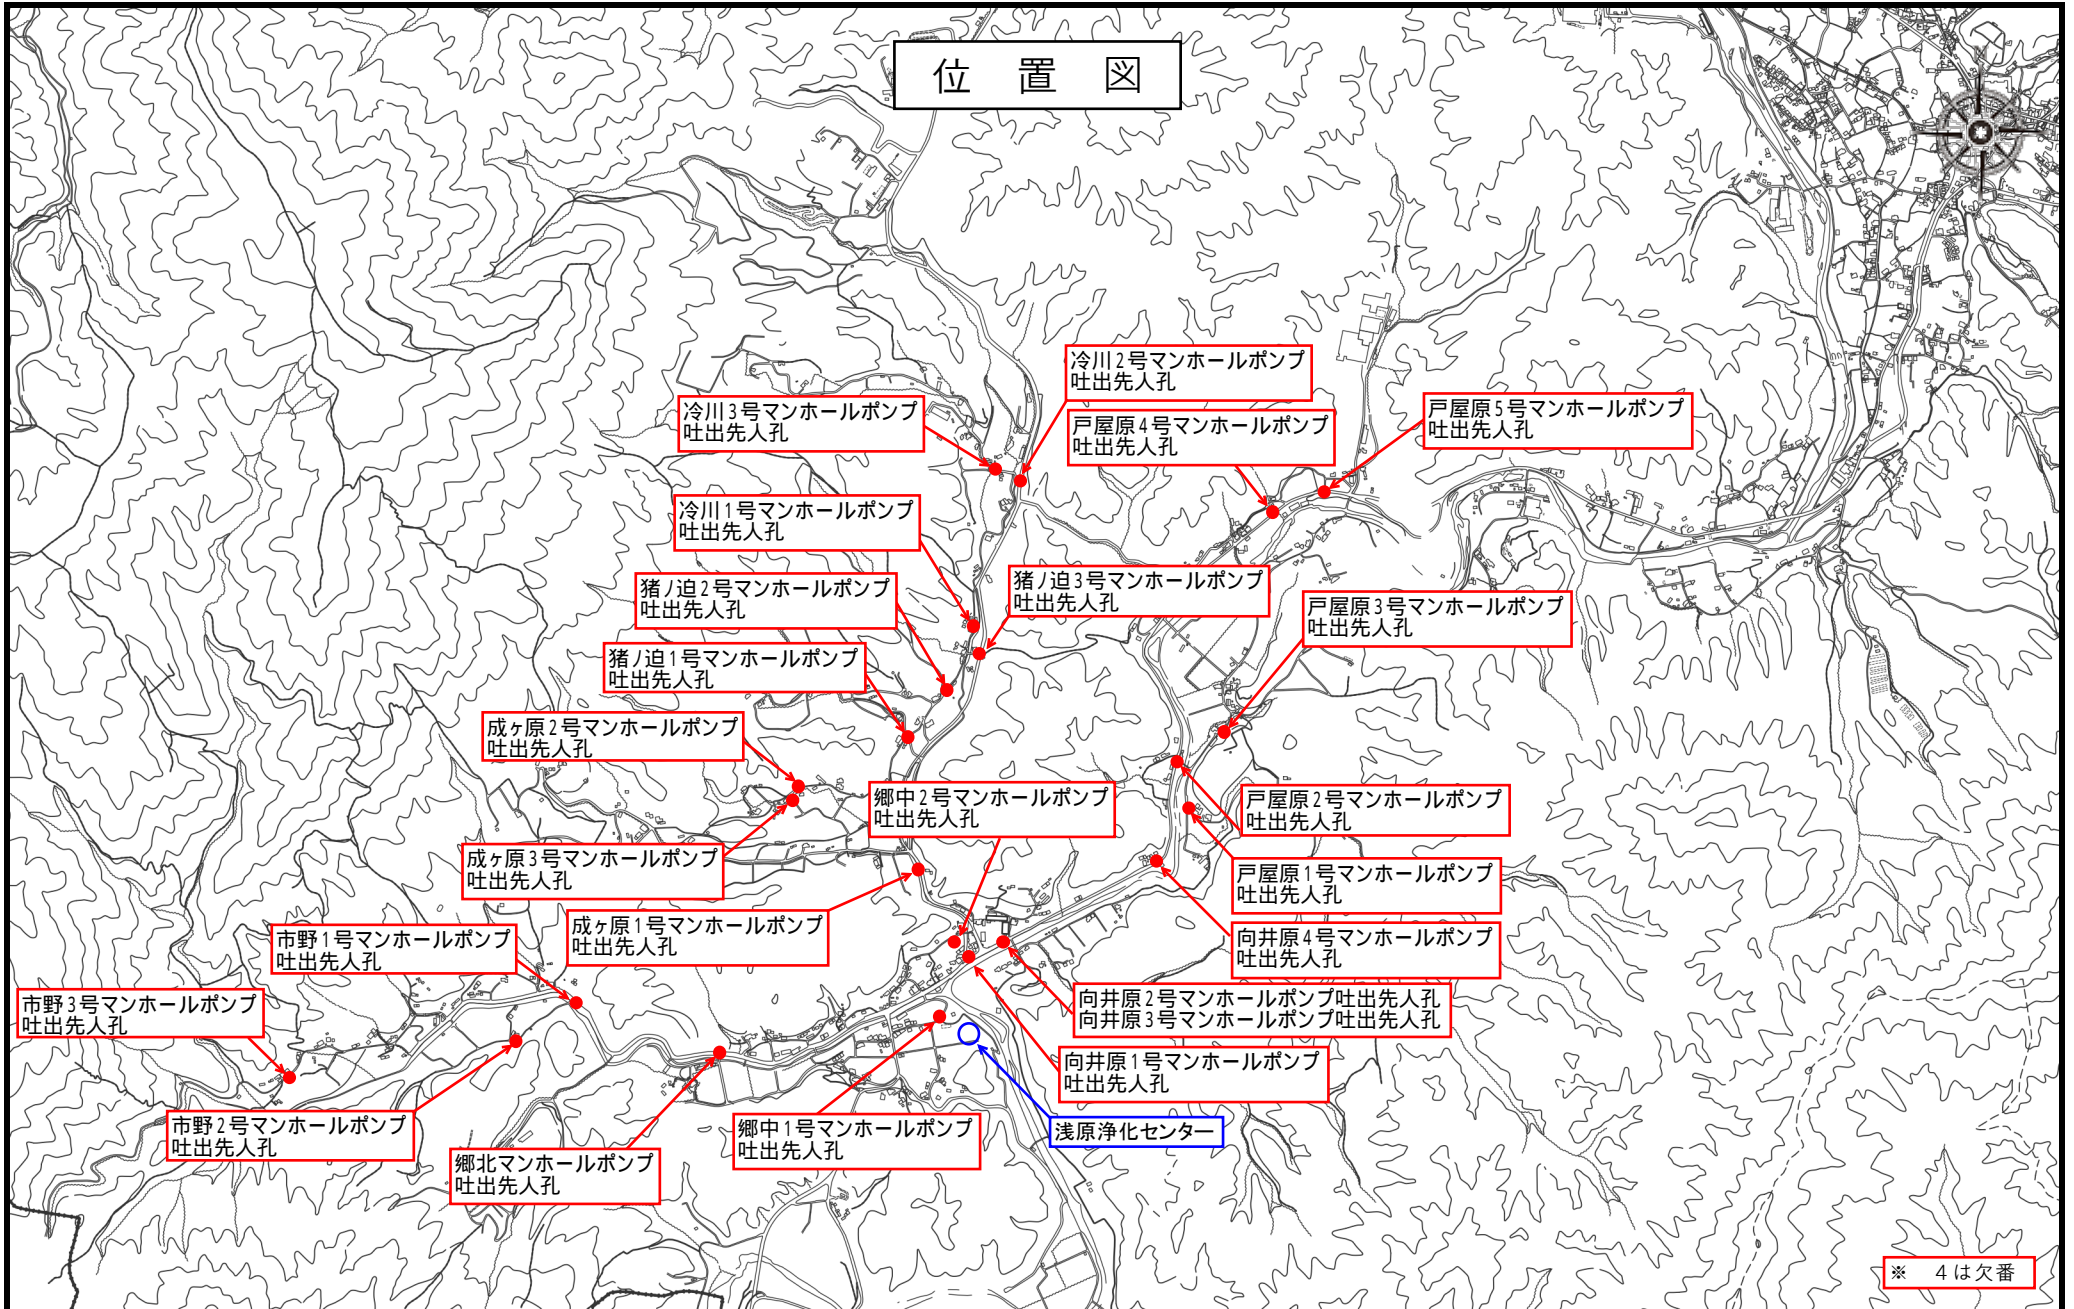 位置図
冷川2号マンホールポンプ
吐出先人孔
冷川3号マンホールポンプ
吐出先人孔
戸屋原4号マンホールポンプ
吐出先人孔
戸屋原5号マンホールポンプ
吐出先人孔
冷川1号マンホールポンプ
吐出先人孔
猪ノ迫2号マンホールポンプ
吐出先人孔
猪ノ迫3号マンホールポンプ
吐出先人孔
戸屋原3号マンホールポンプ
吐出先人孔
猪ノ迫1号マンホールポンプ
吐出先人孔
成ヶ原2号マンホールポンプ
吐出先人孔
郷中2号マンホールポンプ
吐出先人孔
戸屋原2号マンホールポンプ
吐出先人孔
成ヶ原3号マンホールポンプ
吐出先人孔
戸屋原1号マンホールポンプ
吐出先人孔
成ヶ原1号マンホールポンプ
吐出先人孔
市野1号マンホールポンプ
吐出先人孔
向井原4号マンホールポンプ
吐出先人孔
市野3号マンホールポンプ
吐出先人孔
向井原2号マンホールポンプ吐出先人孔
向井原3号マンホールポンプ吐出先人孔
向井原1号マンホールポンプ
吐出先人孔
市野2号マンホールポンプ
吐出先人孔
郷中1号マンホールポンプ
吐出先人孔
浅原浄化センター
郷北マンホールポンプ
吐出先人孔
※　4は欠番